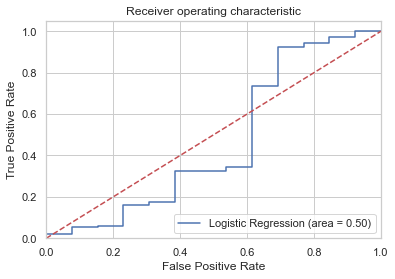 Receiver operating characteristic
True Positive Rate
1.0
0.8
0.6
0.4
0.2
0.0
Logistic Regression (area = 0.50)
0.0 0.2 0.4 0.6 0.8 1.0
False Positive Rate